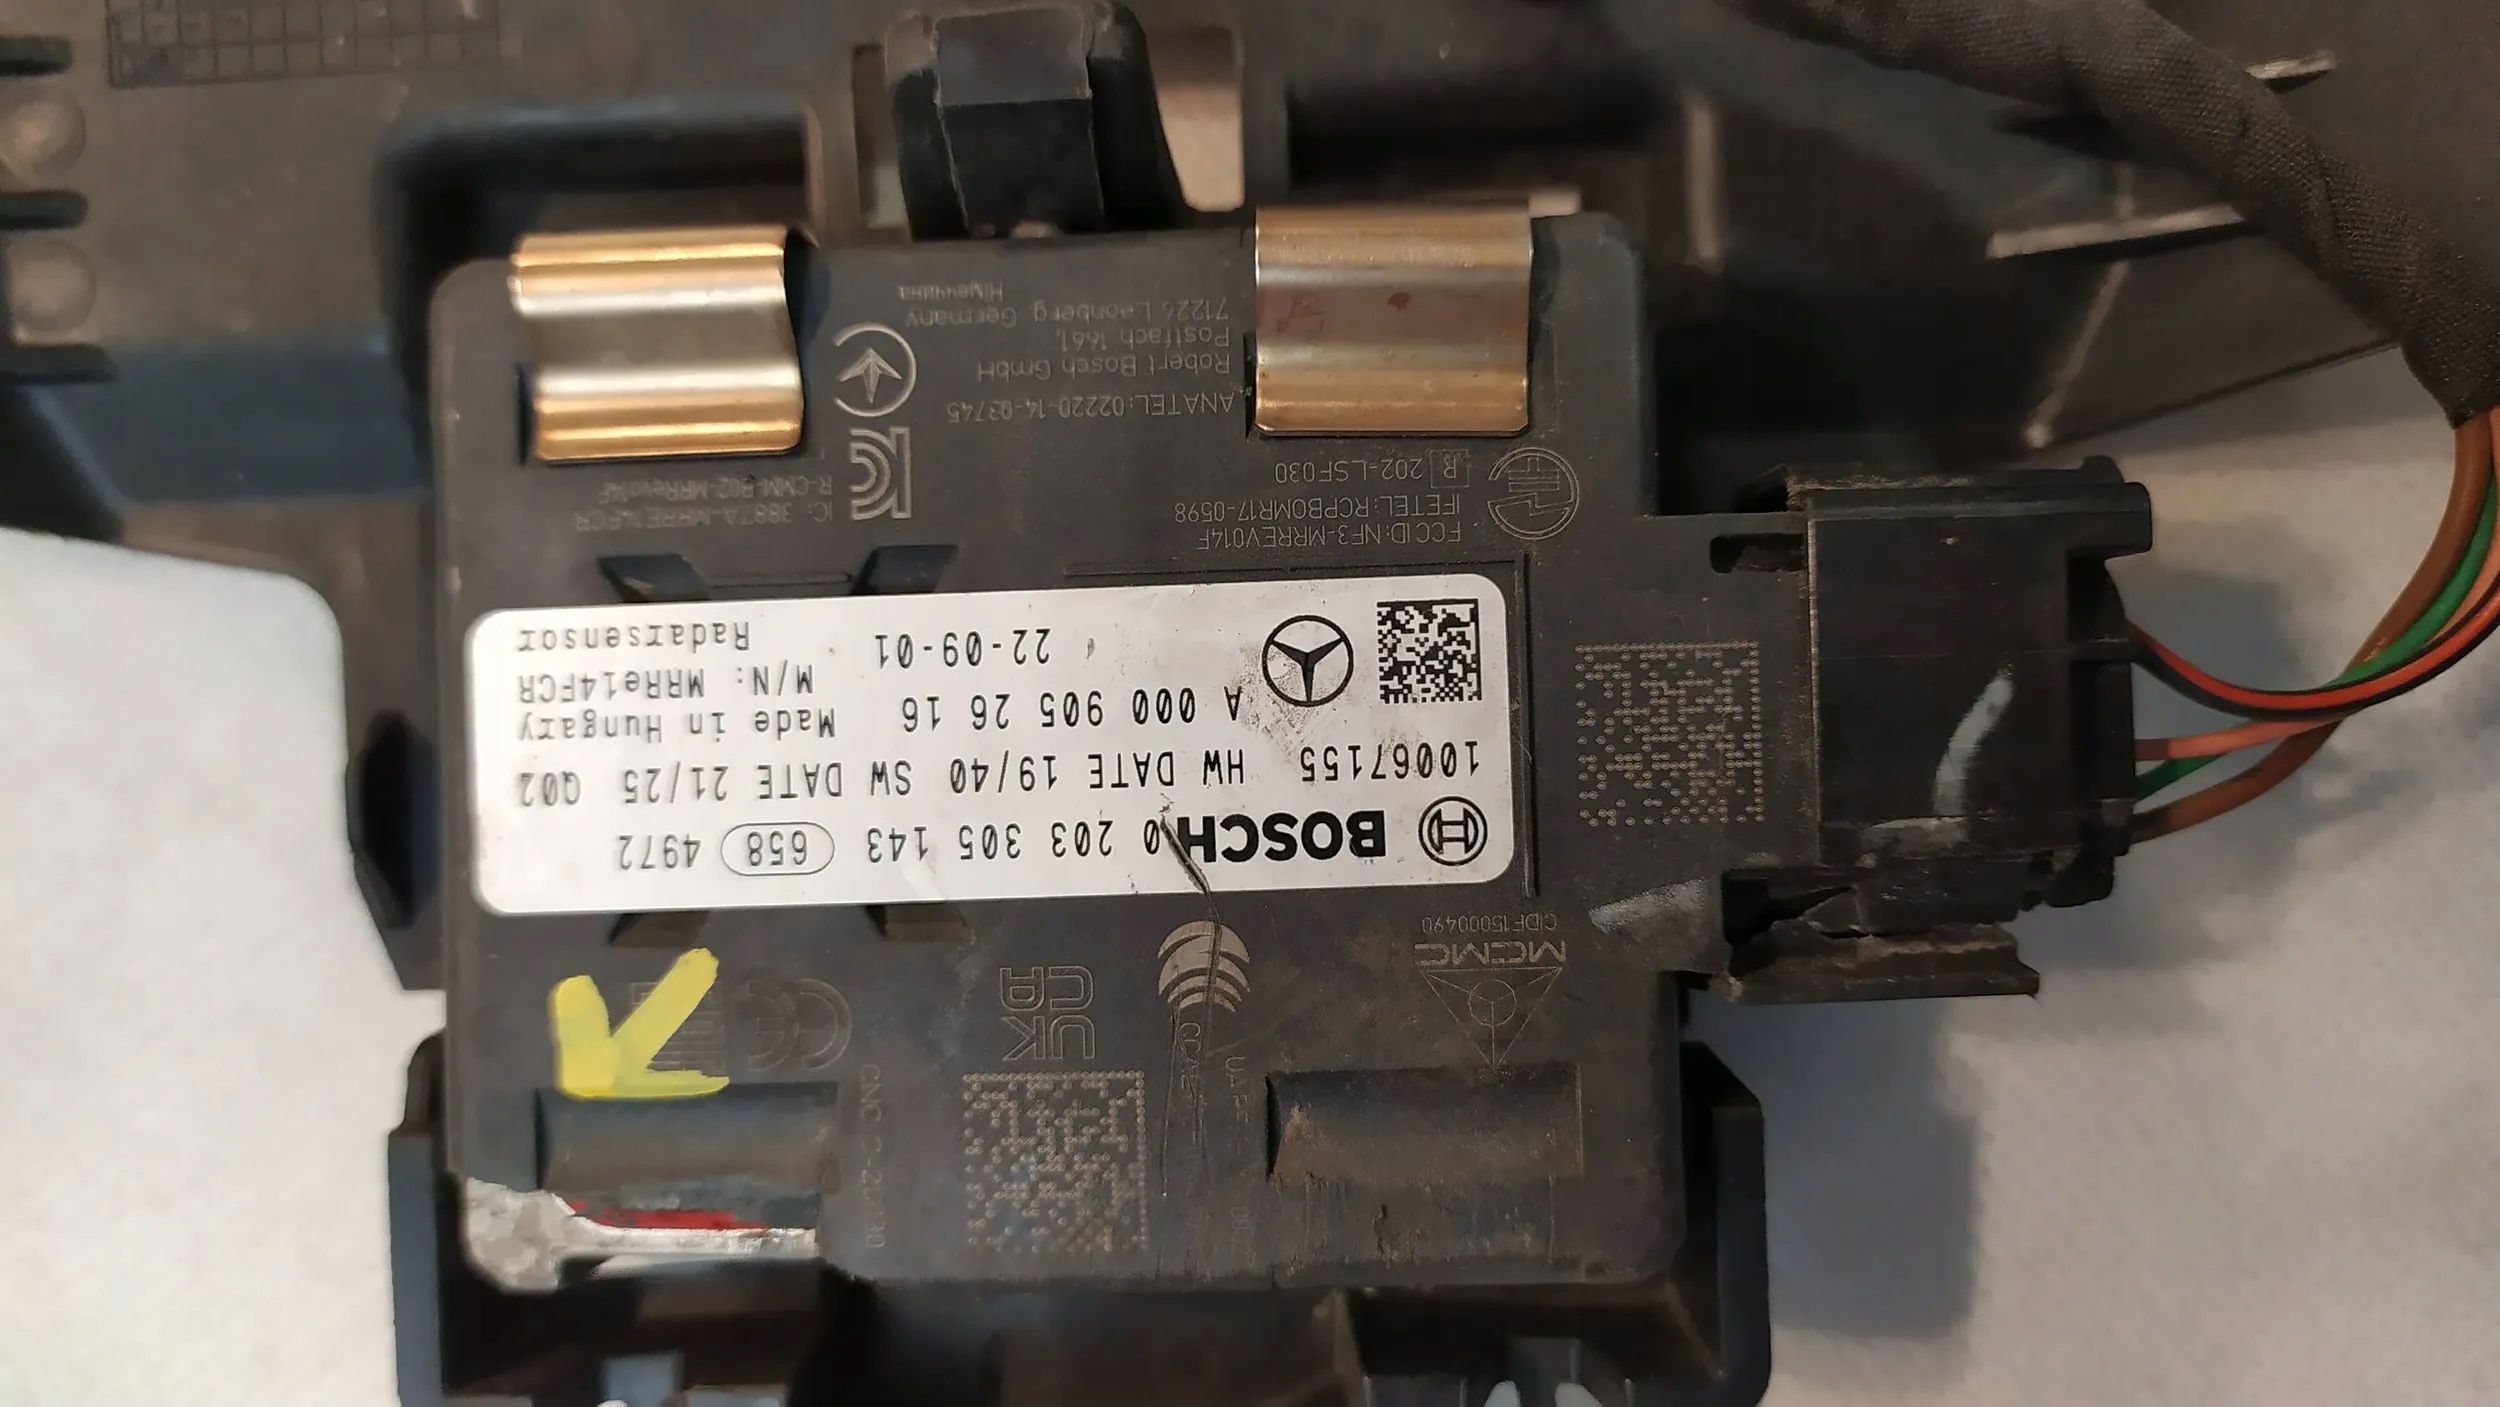 BOSCH 0 203 305 143 658 4972
10067155 HW DATE 19/40 SW DATE 21/25 Q02
A 000 905 26 16 Made in Hungary
M/N: MRRe14FCR
22-09-01 Radarsensor
FCC ID: NF3-MRREVO14F
IFETEL: RCPBOMR17-0598
R 202-LSF030
IC: 3887A-MRRE14FCR
R-CNM-B02-MRRevo14F
ANATEL: 02220-14-03745
Robert Bosch GmbH
Postfach 1661,
Leonberg, Germany
Німеччина
MCMC
CIDF15000490
UK
CA